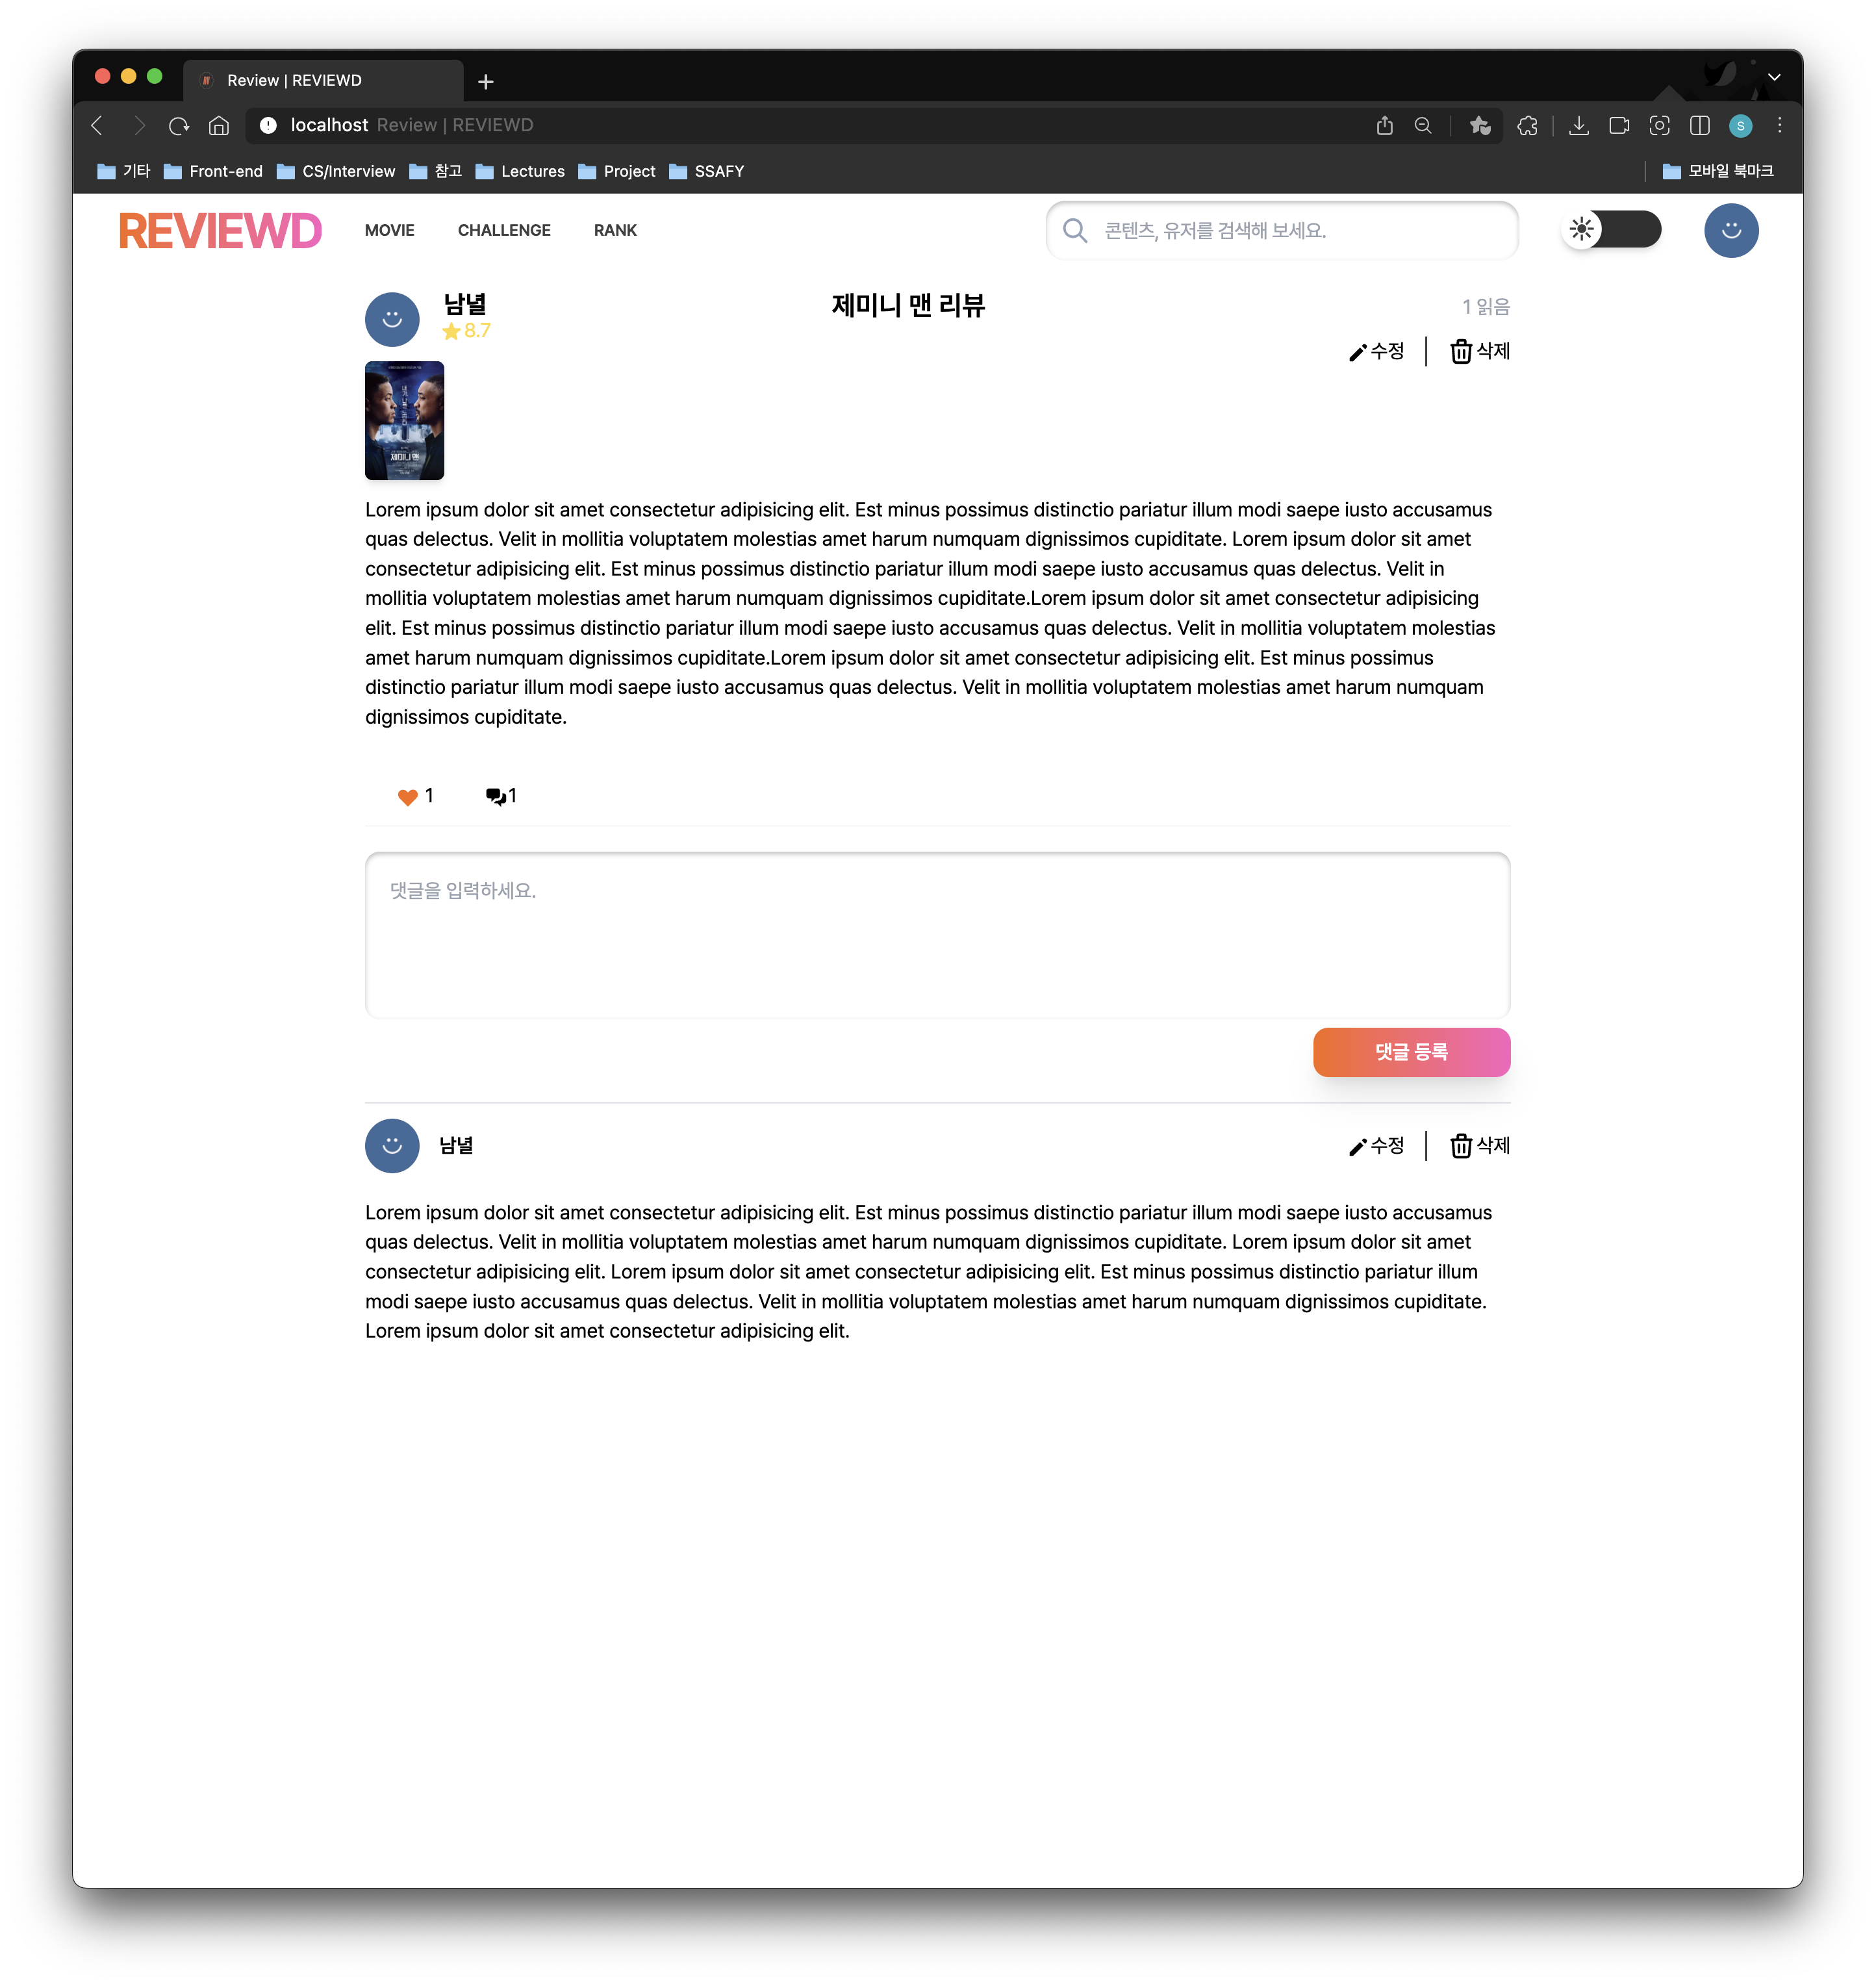 Review | REVIEWD
localhost Review | REVIEWD
S
기타 Front-end CS/Interview 참고 Lectures Project SSAFY 모바일 북마크
REVIEWD MOVIE CHALLENGE RANK 콘텐츠, 유저를 검색해 보세요.
남녈 제미니 맨 리뷰 1 읽음
8.7
수정 삭제
제미니 맨
Lorem ipsum dolor sit amet consectetur adipisicing elit. Est minus possimus distinctio pariatur illum modi saepe iusto accusamus
quas delectus. Velit in mollitia voluptatem molestias amet harum numquam dignissimos cupiditate. Lorem ipsum dolor sit amet
consectetur adipisicing elit. Est minus possimus distinctio pariatur illum modi saepe iusto accusamus quas delectus. Velit in
mollitia voluptatem molestias amet harum numquam dignissimos cupiditate.Lorem ipsum dolor sit amet consectetur adipisicing
elit. Est minus possimus distinctio pariatur illum modi saepe iusto accusamus quas delectus. Velit in mollitia voluptatem molestias
amet harum numquam dignissimos cupiditate.Lorem ipsum dolor sit amet consectetur adipisicing elit. Est minus possimus
distinctio pariatur illum modi saepe iusto accusamus quas delectus. Velit in mollitia voluptatem molestias amet harum numquam
dignissimos cupiditate.
1 1
댓글을 입력하세요.
댓글 등록
남녈 수정 삭제
Lorem ipsum dolor sit amet consectetur adipisicing elit. Est minus possimus distinctio pariatur illum modi saepe iusto accusamus
quas delectus. Velit in mollitia voluptatem molestias amet harum numquam dignissimos cupiditate. Lorem ipsum dolor sit amet
consectetur adipisicing elit. Lorem ipsum dolor sit amet consectetur adipisicing elit. Est minus possimus distinctio pariatur illum
modi saepe iusto accusamus quas delectus. Velit in mollitia voluptatem molestias amet harum numquam dignissimos cupiditate.
Lorem ipsum dolor sit amet consectetur adipisicing elit.